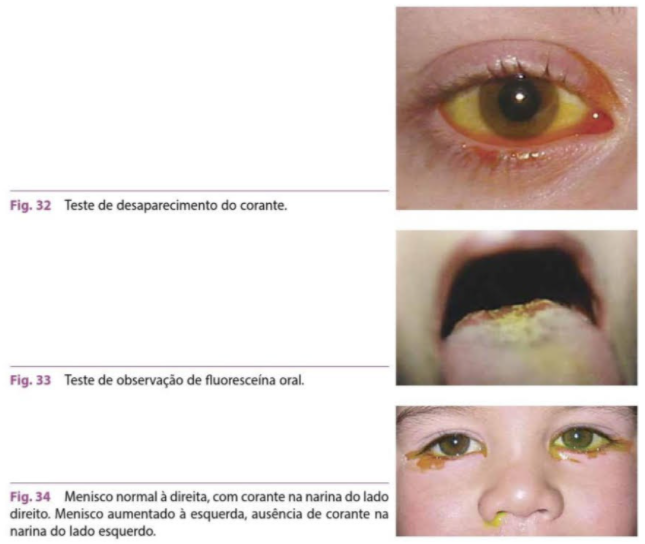 Fig. 32 Teste de desaparecimento do corante.
Fig. 33 Teste de observação de fluoresceína oral.
Fig. 34 Menisco normal à direita, com corante na narina do lado
direito. Menisco aumentado à esquerda, ausência de corante na
narina do lado esquerdo.